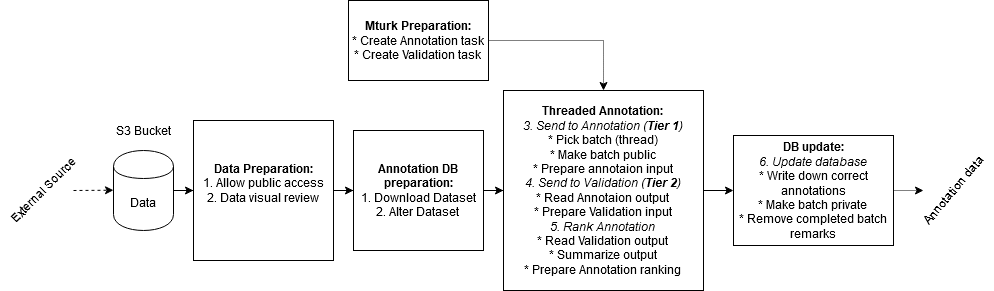 Mturk Preparation:
* Create Annotation task
* Create Validation task
External Source
S3 Bucket
Data
Data Preparation:
1. Allow public access
2. Data visual review
Annotation DB
preparation:
1. Download Dataset
2. Alter Dataset
Threaded Annotation:
3. Send to Annotation (Tier 1)
* Pick batch (thread)
* Make batch public
* Prepare annotaion input
4. Send to Validation (Tier 2)
* Read Annotaion output
* Prepare Validation input
5. Rank Annotation
* Read Validation output
* Summarize output
* Prepare Annotation ranking
DB update:
6. Update database
* Write down correct
annotations
* Make batch private
* Remove completed batch
remarks
Annotation data